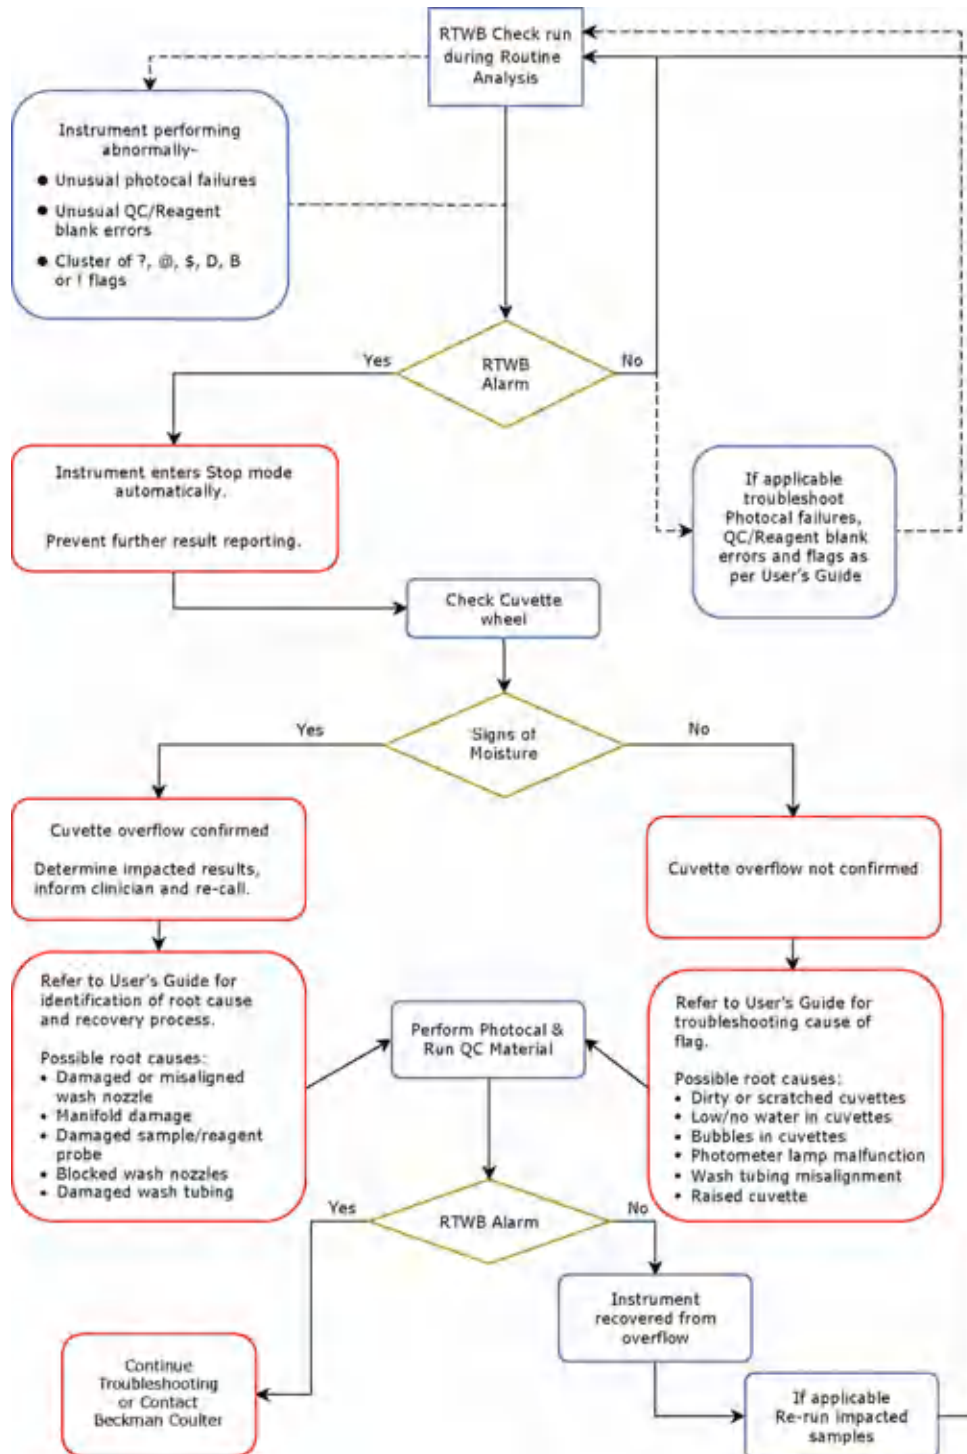 RTWB Check run
during Routine
Analysis
Instrument performing
abnormally-
● Unusual photocal failures
● Unusual QC/Reagent
blank errors
● Cluster of ?, @, $, D, B
or ! flags
Yes
RTWB
Alarm
No
Instrument enters Stop mode
automatically.
Prevent further result reporting.
If applicable
troubleshoot
Photocal failures,
QC/Reagent blank
errors and flags as
per User's Guide
Check Cuvette
wheel
Yes
Signs of
Moisture
No
Cuvette overflow confirmed
Determine impacted results,
inform clinician and re-call.
Cuvette overflow not confirmed
Refer to User's Guide for
identification of root cause
and recovery process.
Possible root causes:
• Damaged or misaligned
wash nozzle
• Manifold damage
• Damaged sample/reagent
probe
• Blocked wash nozzles
• Damaged wash tubing
Perform Photocal &
Run QC Material
Refer to User's Guide for
troubleshooting cause of
flag.
Possible root causes:
• Dirty or scratched cuvettes
• Low/no water in cuvettes
• Bubbles in cuvettes
• Photometer lamp malfunction
• Wash tubing misalignment
• Raised cuvette
Yes
RTWB Alarm
No
Instrument
recovered from
overflow
Continue
Troubleshooting
or Contact
Beckman Coulter
If applicable
Re-run impacted
samples